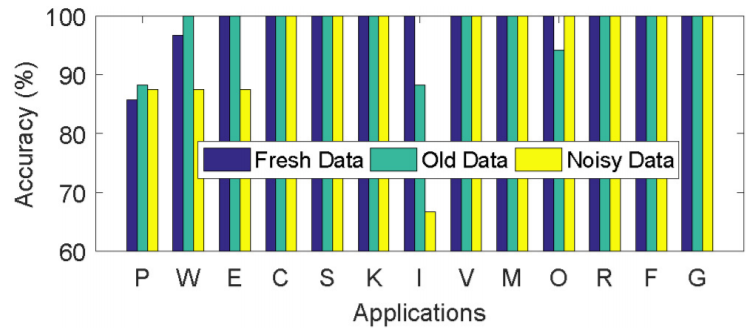 Accuracy (%)
100
90
80
70
60
Fresh Data Old Data Noisy Data
P W E C S K I V M O R F G
Applications